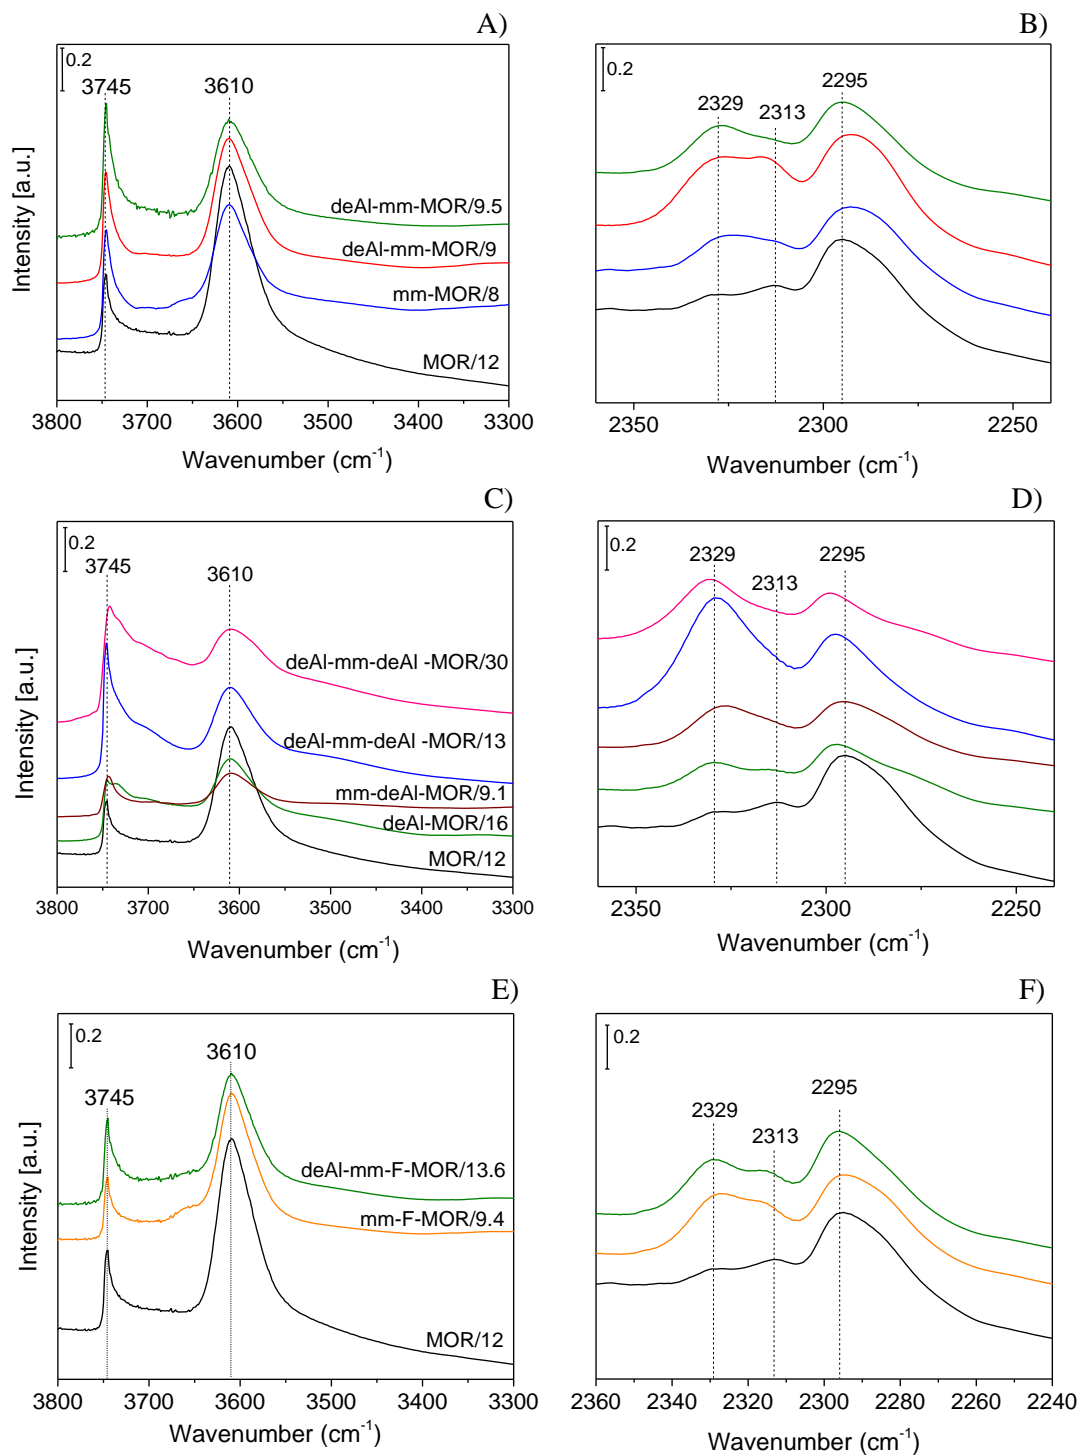 A)
0.2
3745
3610
deAl-mm-MOR/9.5
deAl-mm-MOR/9
mm-MOR/8
MOR/12
Intensity [a.u.]
3800 3700 3600 3500 3400 3300
Wavenumber (cm-1)
B)
0.2
2329
2313
2295
2350 2300 2250
Wavenumber (cm-1)
C)
0.2
3745
3610
deAl-mm-deAl -MOR/30
deAl-mm-deAl -MOR/13
mm-deAl-MOR/9.1
deAl-MOR/16
MOR/12
Intensity [a.u.]
3800 3700 3600 3500 3400 3300
Wavenumber (cm-1)
D)
0.2
2329
2313
2295
2350 2300 2250
Wavenumber (cm-1)
E)
0.2
3745
3610
deAl-mm-F-MOR/13.6
mm-F-MOR/9.4
MOR/12
Intensity [a.u.]
3800 3700 3600 3500 3400 3300
Wavenumber (cm-1)
F)
0.2
2329
2313
2295
2360 2340 2320 2300 2280 2260 2240
Wavenumber (cm-1)